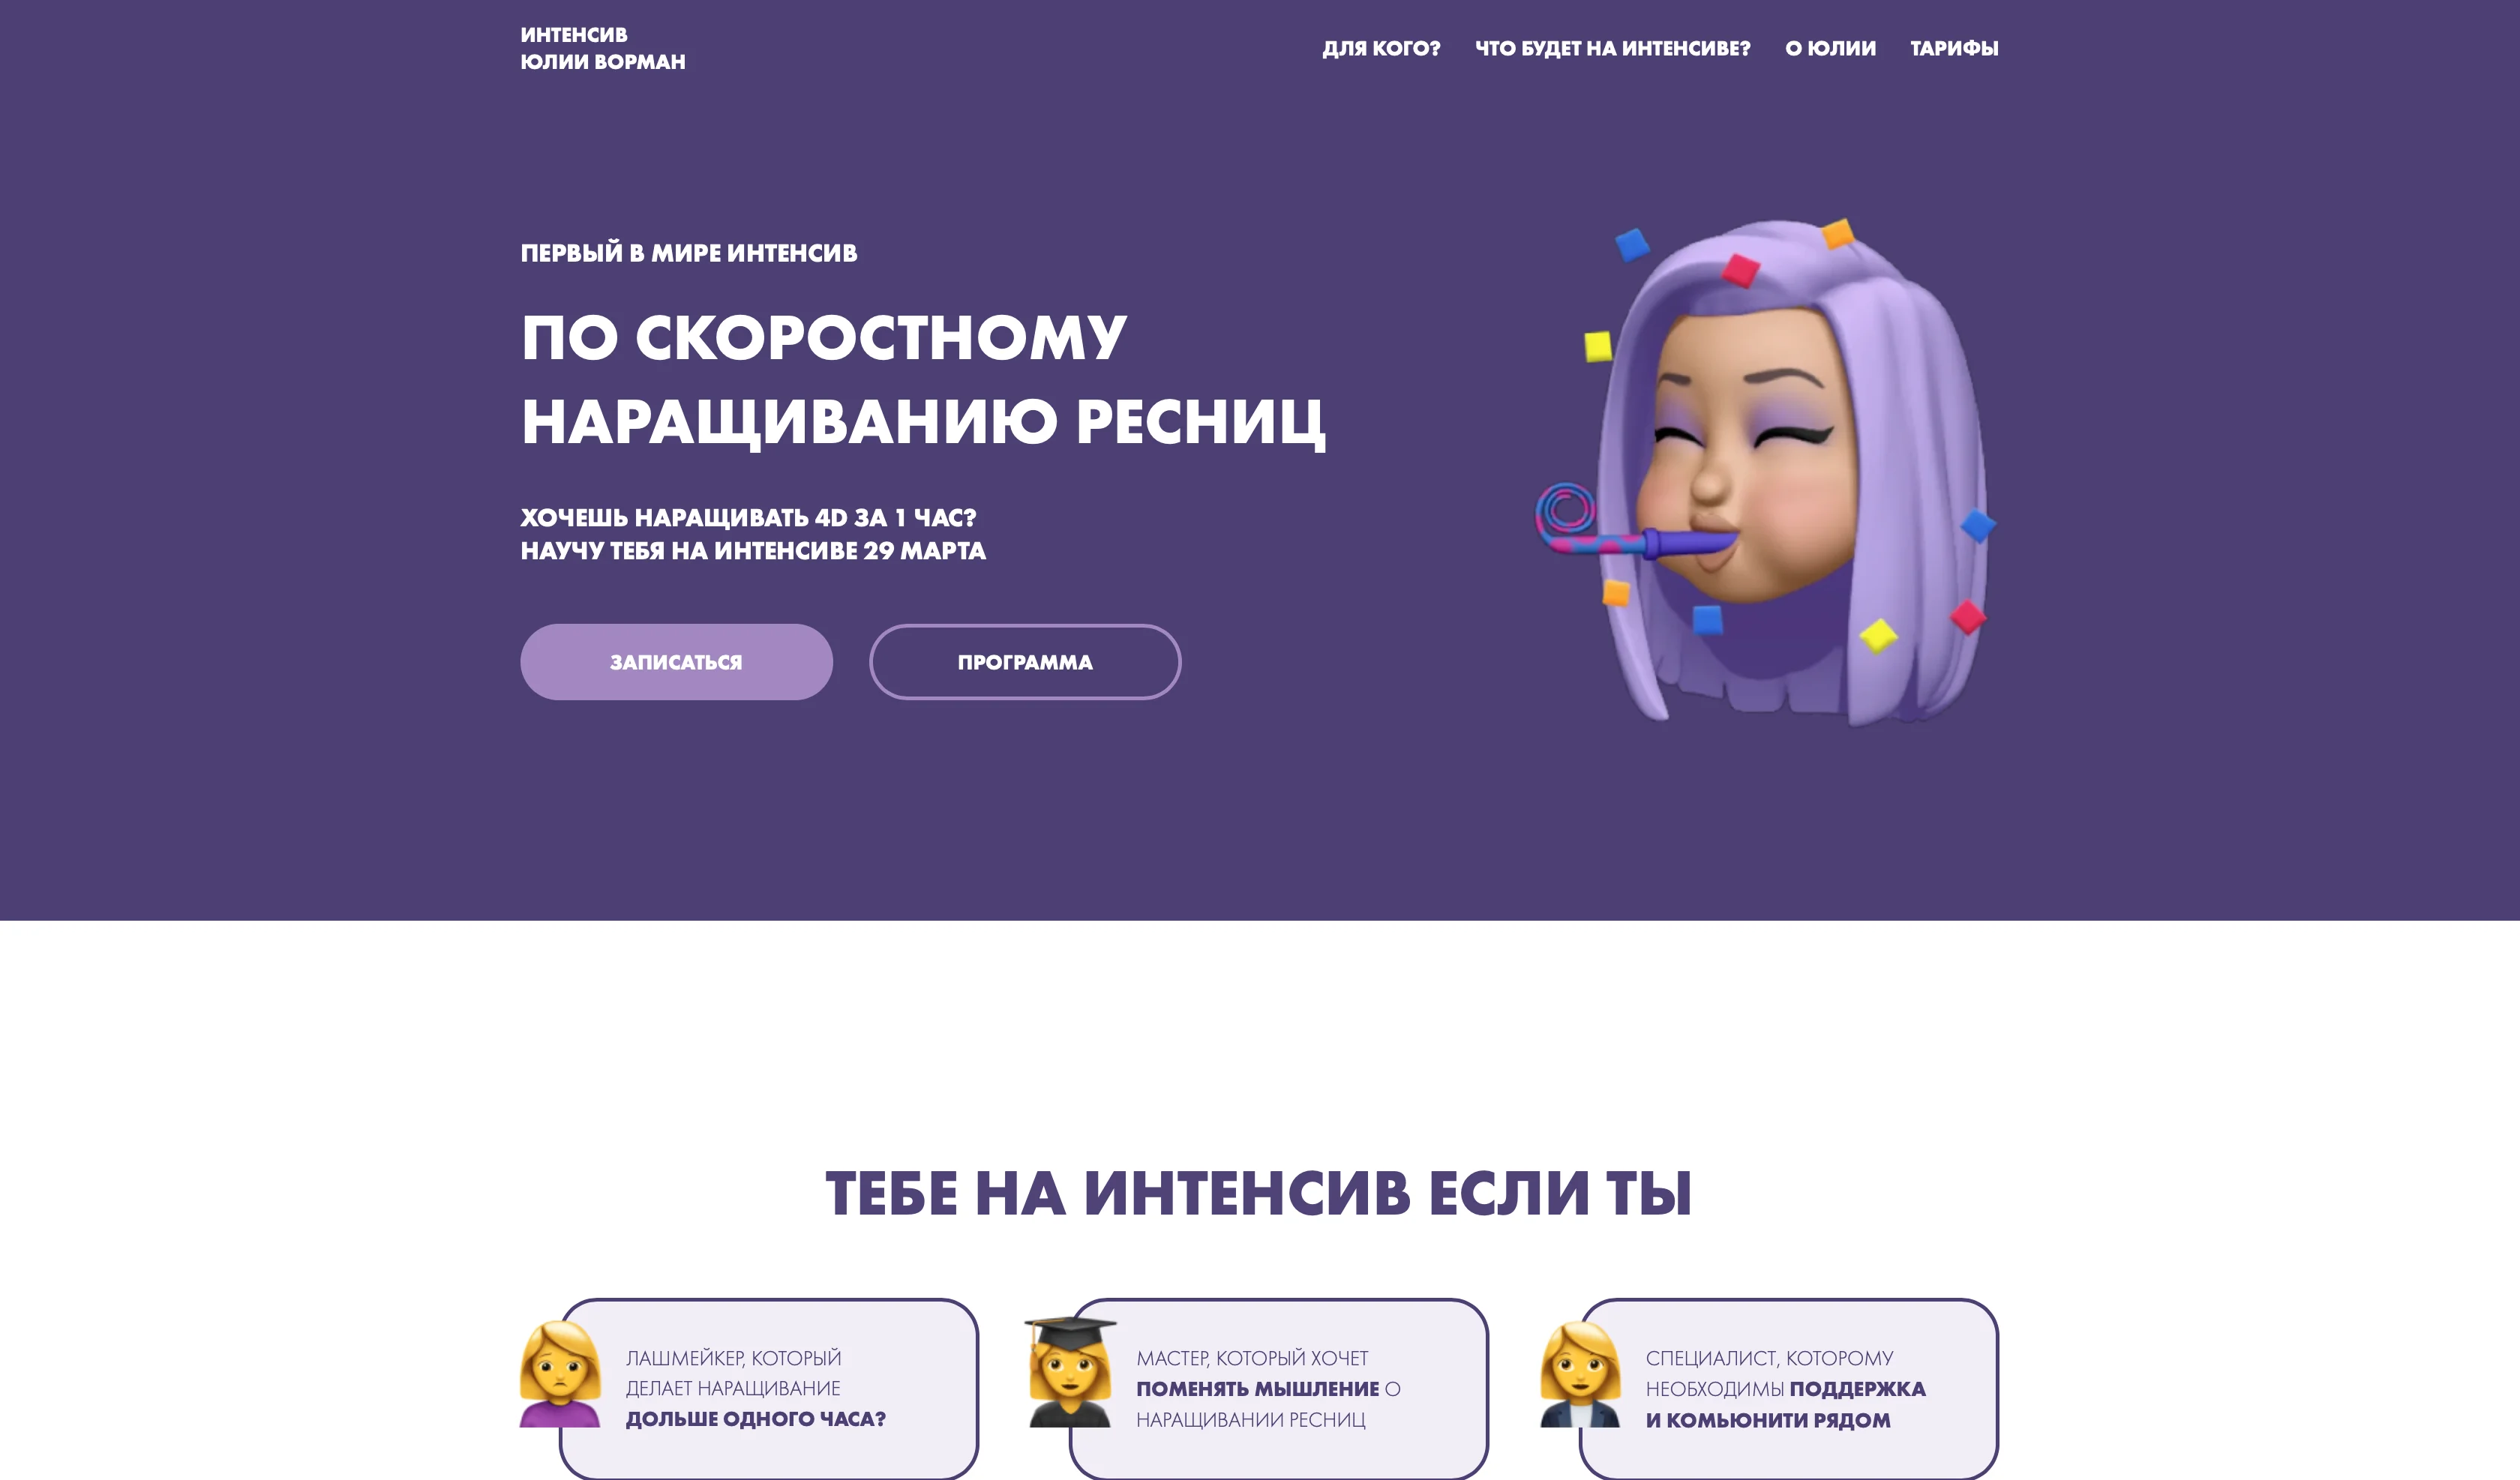 ИНТЕНСИВ
ЮЛИИ ВОРМАН
ДЛЯ КОГО? ЧТО БУДЕТ НА ИНТЕНСИВЕ? О ЮЛИИ ТАРИФЫ
ПЕРВЫЙ В МИРЕ ИНТЕНСИВ
ПО СКОРОСТНОМУ
НАРАЩИВАНИЮ РЕСНИЦ
ХОЧЕШЬ НАРАЩИВАТЬ 4D ЗА 1 ЧАС?
НАУЧУ ТЕБЯ НА ИНТЕНСИВЕ 29 МАРТА
ЗАПИСАТЬСЯ
ПРОГРАММА
ТЕБЕ НА ИНТЕНСИВ ЕСЛИ ТЫ
ЛАШМЕЙКЕР, КОТОРЫЙ
ДЕЛАЕТ НАРАЩИВАНИЕ
ДОЛЬШЕ ОДНОГО ЧАСА?
МАСТЕР, КОТОРЫЙ ХОЧЕТ
ПОМЕНЯТЬ МЫШЛЕНИЕ О
НАРАЩИВАНИИ РЕСНИЦ
СПЕЦИАЛИСТ, КОТОРОМУ
НЕОБХОДИМЫ ПОДДЕРЖКА
И КОМЬЮНИТИ РЯДОМ